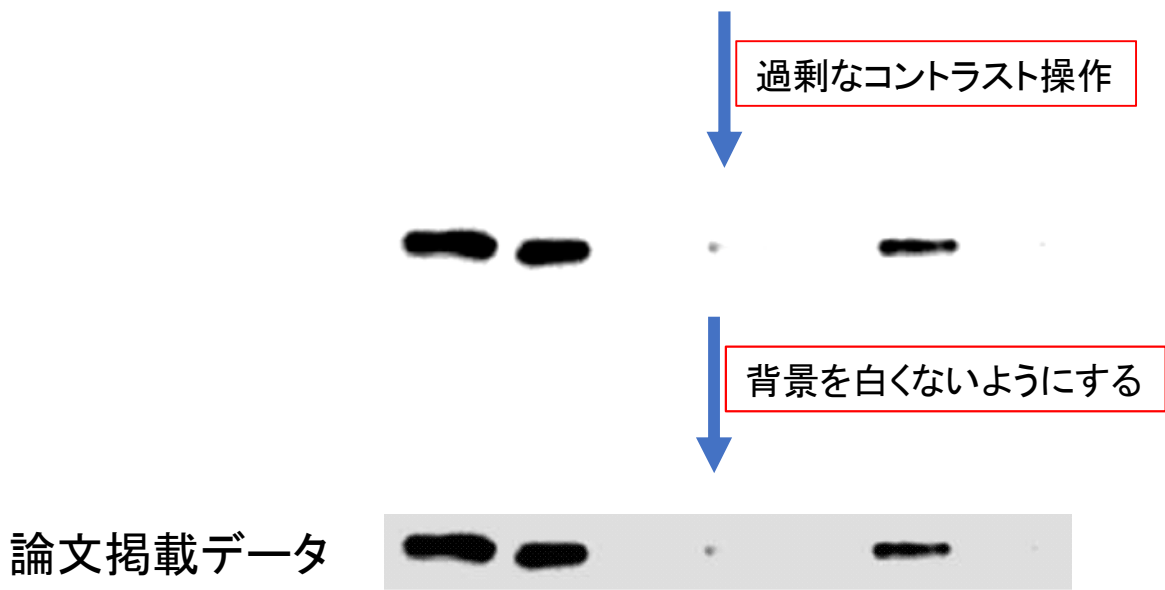 過剰なコントラスト操作
背景を白くないようにする
論文掲載データ